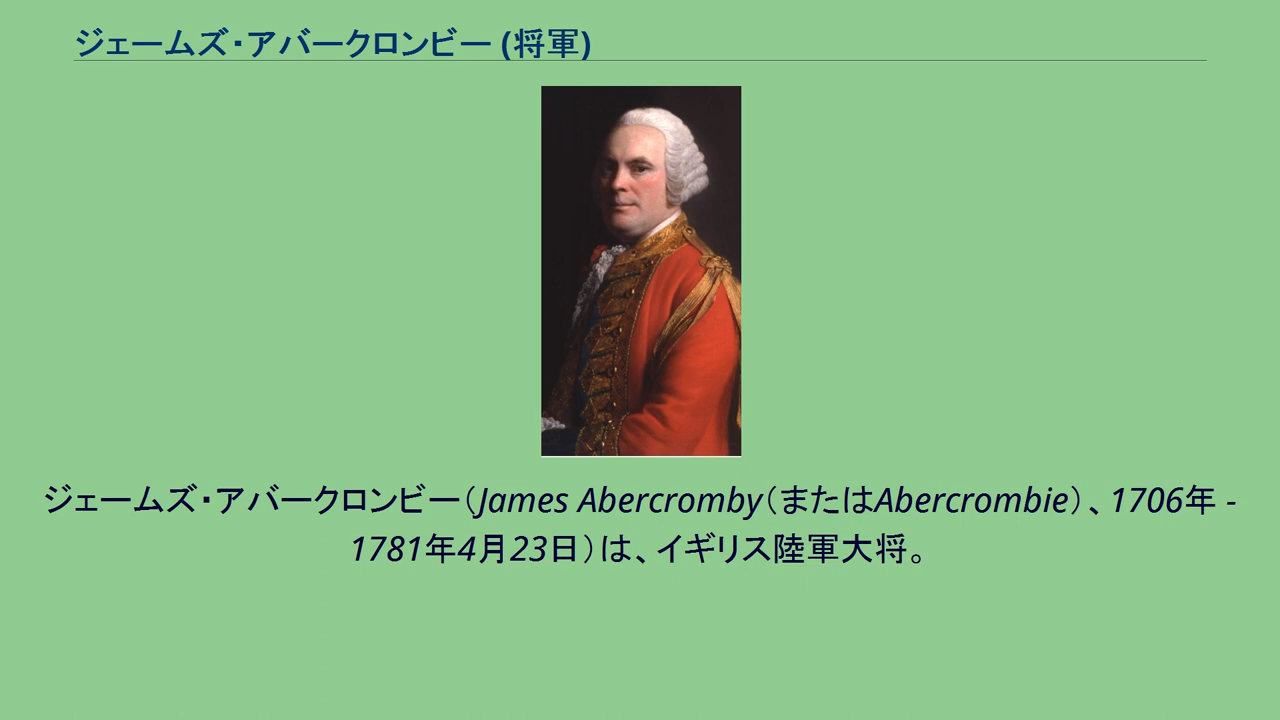 ジェームズ・アバークロンビー (将軍)
ジェームズ・アバークロンビー（James Abercromby（またはAbercrombie）、1706年 -
1781年4月23日）は、イギリス陸軍大将。